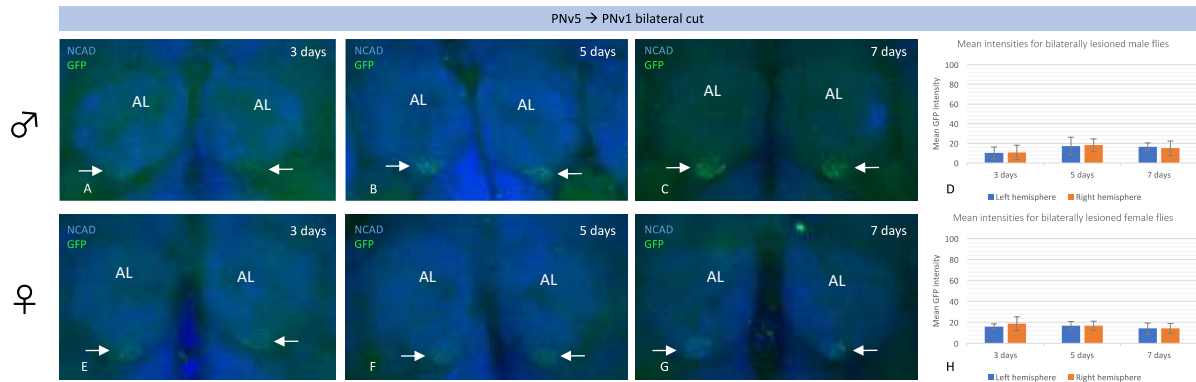 PNv5 → PNv1 bilateral cut
♂
NCAD
GFP
3 days
AL
AL
A
NCAD
GFP
5 days
AL
AL
B
NCAD
GFP
7 days
AL
AL
C
Mean intensities for bilaterally lesioned male flies
Mean GFP intensity
100
80
60
40
20
0
3 days
5 days
7 days
D
Left hemisphere
Right hemisphere
♀
NCAD
GFP
3 days
AL
AL
E
NCAD
GFP
5 days
AL
AL
F
NCAD
GFP
7 days
AL
AL
G
Mean intensities for bilaterally lesioned female flies
Mean GFP intensity
100
80
60
40
20
0
3 days
5 days
7 days
H
Left hemisphere
Right hemisphere